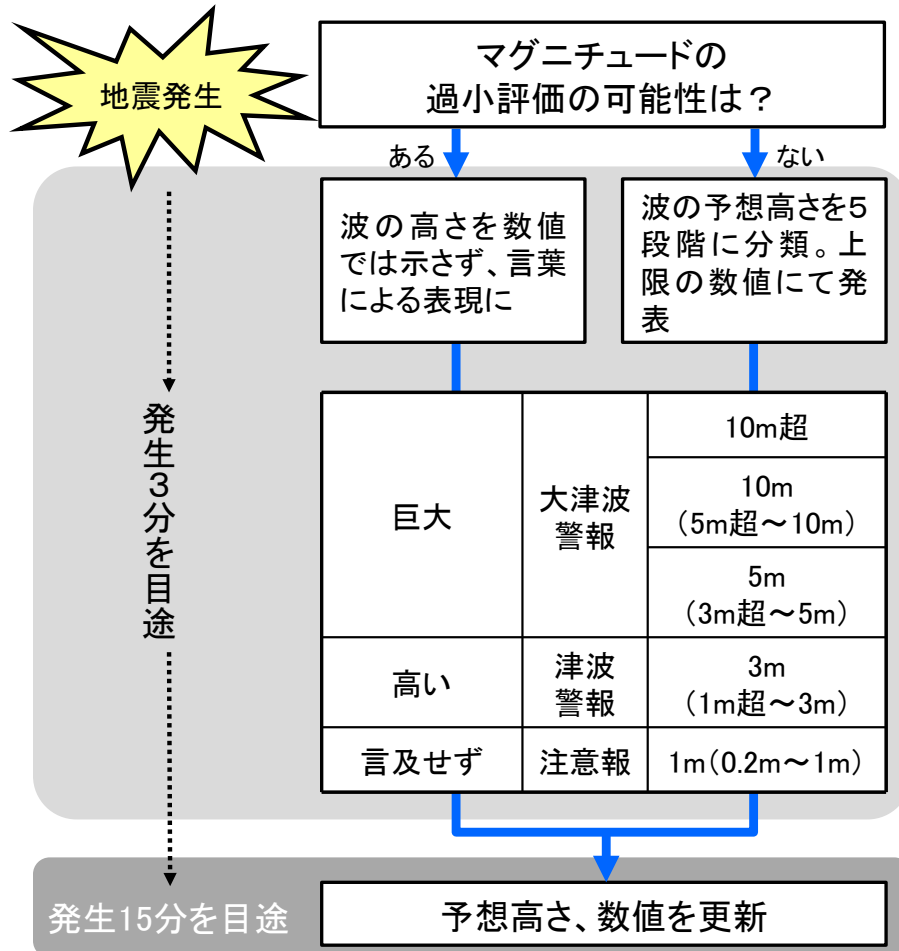 地震発生
マグニチュードの
過小評価の可能性は？
ある
ない
波の高さを数値
では示さず、言葉
による表現に
波の予想高さを５
段階に分類。上
限の数値にて発
表
発生３分を目途
巨大
大津波
警報
10m超
10m
（5m超～10m）
5m
（3m超～5m）
高い
津波
警報
3m
（1m超～3m）
言及せず
注意報
1m（0.2m～1m）
発生15分を目途
予想高さ、数値を更新